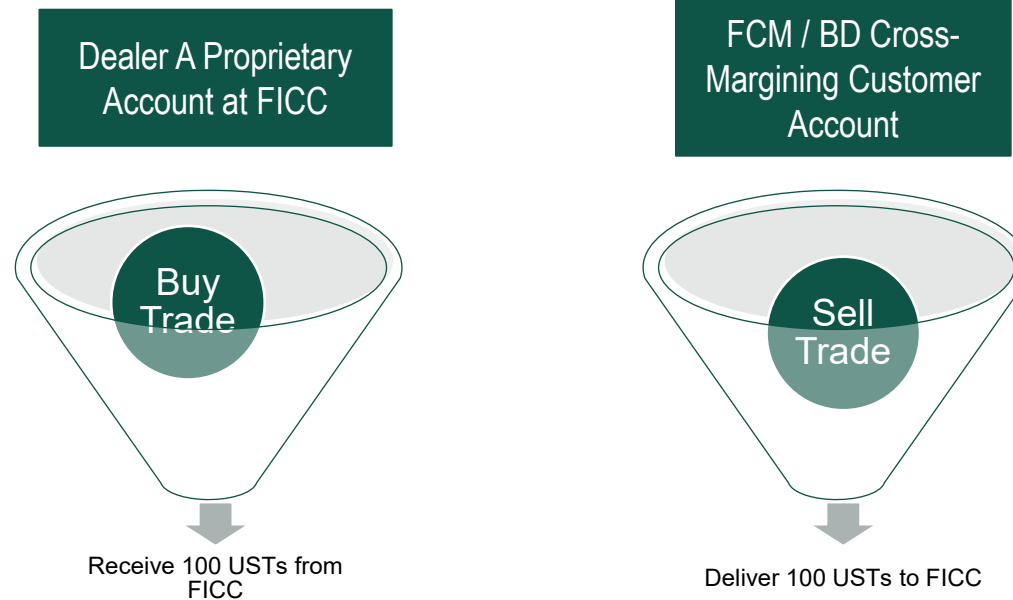 Dealer A Proprietary
Account at FICC
FCM / BD Cross-
Margining Customer
Account
Buy
Trade
Sell
Trade
Receive 100 USTs from
FICC
Deliver 100 USTs to FICC